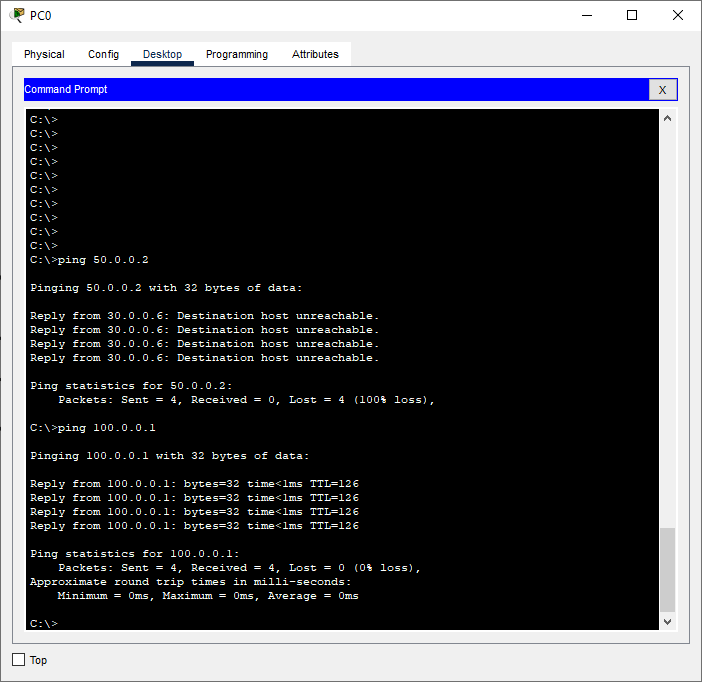 PC0
Physical Config Desktop Programming Attributes
Command Prompt X
C:\>
C:\>
C:\>
C:\>
C:\>
C:\>
C:\>
C:\>
C:\>
C:\>
C:\>ping 50.0.0.2
Pinging 50.0.0.2 with 32 bytes of data:
Reply from 30.0.0.6: Destination host unreachable.
Reply from 30.0.0.6: Destination host unreachable.
Reply from 30.0.0.6: Destination host unreachable.
Reply from 30.0.0.6: Destination host unreachable.
Ping statistics for 50.0.0.2:
Packets: Sent = 4, Received = 0, Lost = 4 (100% loss),
C:\>ping 100.0.0.1
Pinging 100.0.0.1 with 32 bytes of data:
Reply from 100.0.0.1: bytes=32 time<1ms TTL=126
Reply from 100.0.0.1: bytes=32 time<1ms TTL=126
Reply from 100.0.0.1: bytes=32 time<1ms TTL=126
Reply from 100.0.0.1: bytes=32 time<1ms TTL=126
Ping statistics for 100.0.0.1:
Packets: Sent = 4, Received = 4, Lost = 0 (0% loss),
Approximate round trip times in milli-seconds:
Minimum = 0ms, Maximum = 0ms, Average = 0ms
C:\>
Top